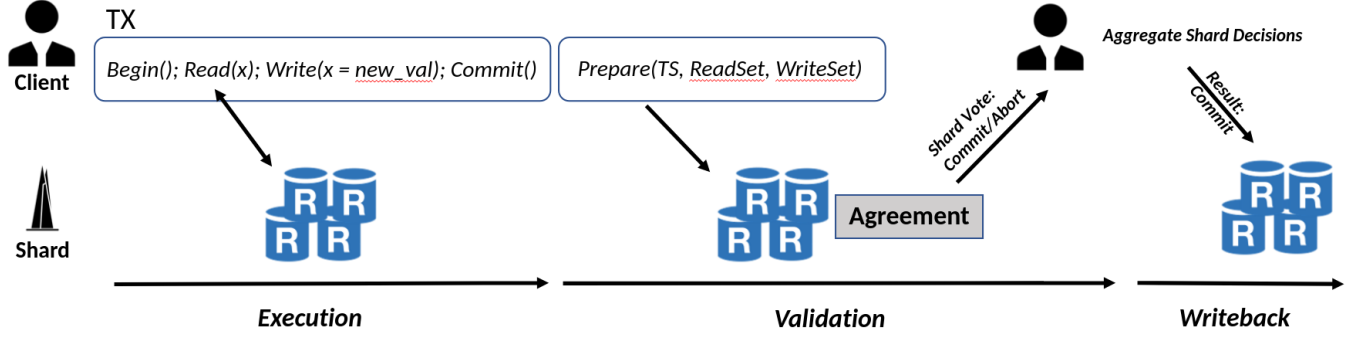 TX
Client
Begin(); Read(x); Write(x = new_val); Commit()
Prepare(TS, ReadSet, WriteSet)
Aggregate Shard Decisions
Shard Vote:
Commit/Abort
Result:
Commit
Shard
R R
R R
R R
R R
Agreement
R R
R R
Execution
Validation
Writeback